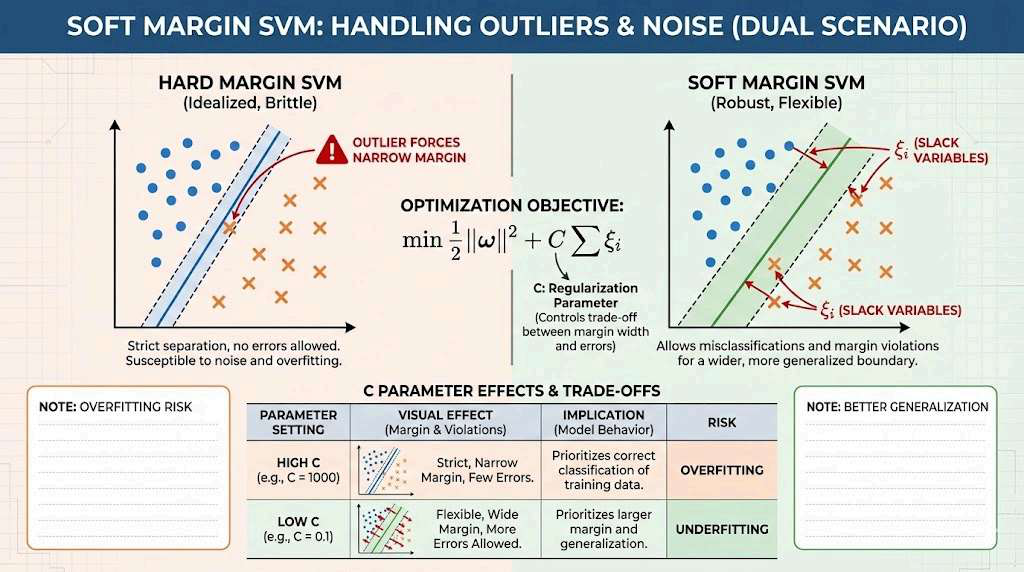 SOFT MARGIN SVM: HANDLING OUTLIERS & NOISE (DUAL SCENARIO)
HARD MARGIN SVM
(Idealized, Brittle)
OUTLIER FORCES
NARROW MARGIN
Strict separation, no errors allowed.
Susceptible to noise and overfitting.
OPTIMIZATION OBJECTIVE:
min 1/2 ||ω||² + C ∑ ξᵢ
C: Regularization
Parameter
(Controls trade-off
between margin width
and errors)
SOFT MARGIN SVM
(Robust, Flexible)
ξᵢ (SLACK
VARIABLES)
ξᵢ (SLACK VARIABLES)
Allows misclassifications and margin violations
for a wider, more generalized boundary.
NOTE: OVERFITTING RISK
C PARAMETER EFFECTS & TRADE-OFFS
PARAMETER
SETTING
VISUAL EFFECT
(Margin & Violations)
IMPLICATION
(Model Behavior)
RISK
HIGH C
(e.g., C = 1000)
Strict, Narrow
Margin, Few Errors.
Prioritizes correct
classification of
training data.
OVERFITTING
LOW C
(e.g., C = 0.1)
Flexible, Wide
Margin, More
Errors Allowed.
Prioritizes larger
margin and
generalization.
UNDERFITTING
NOTE: BETTER GENERALIZATION